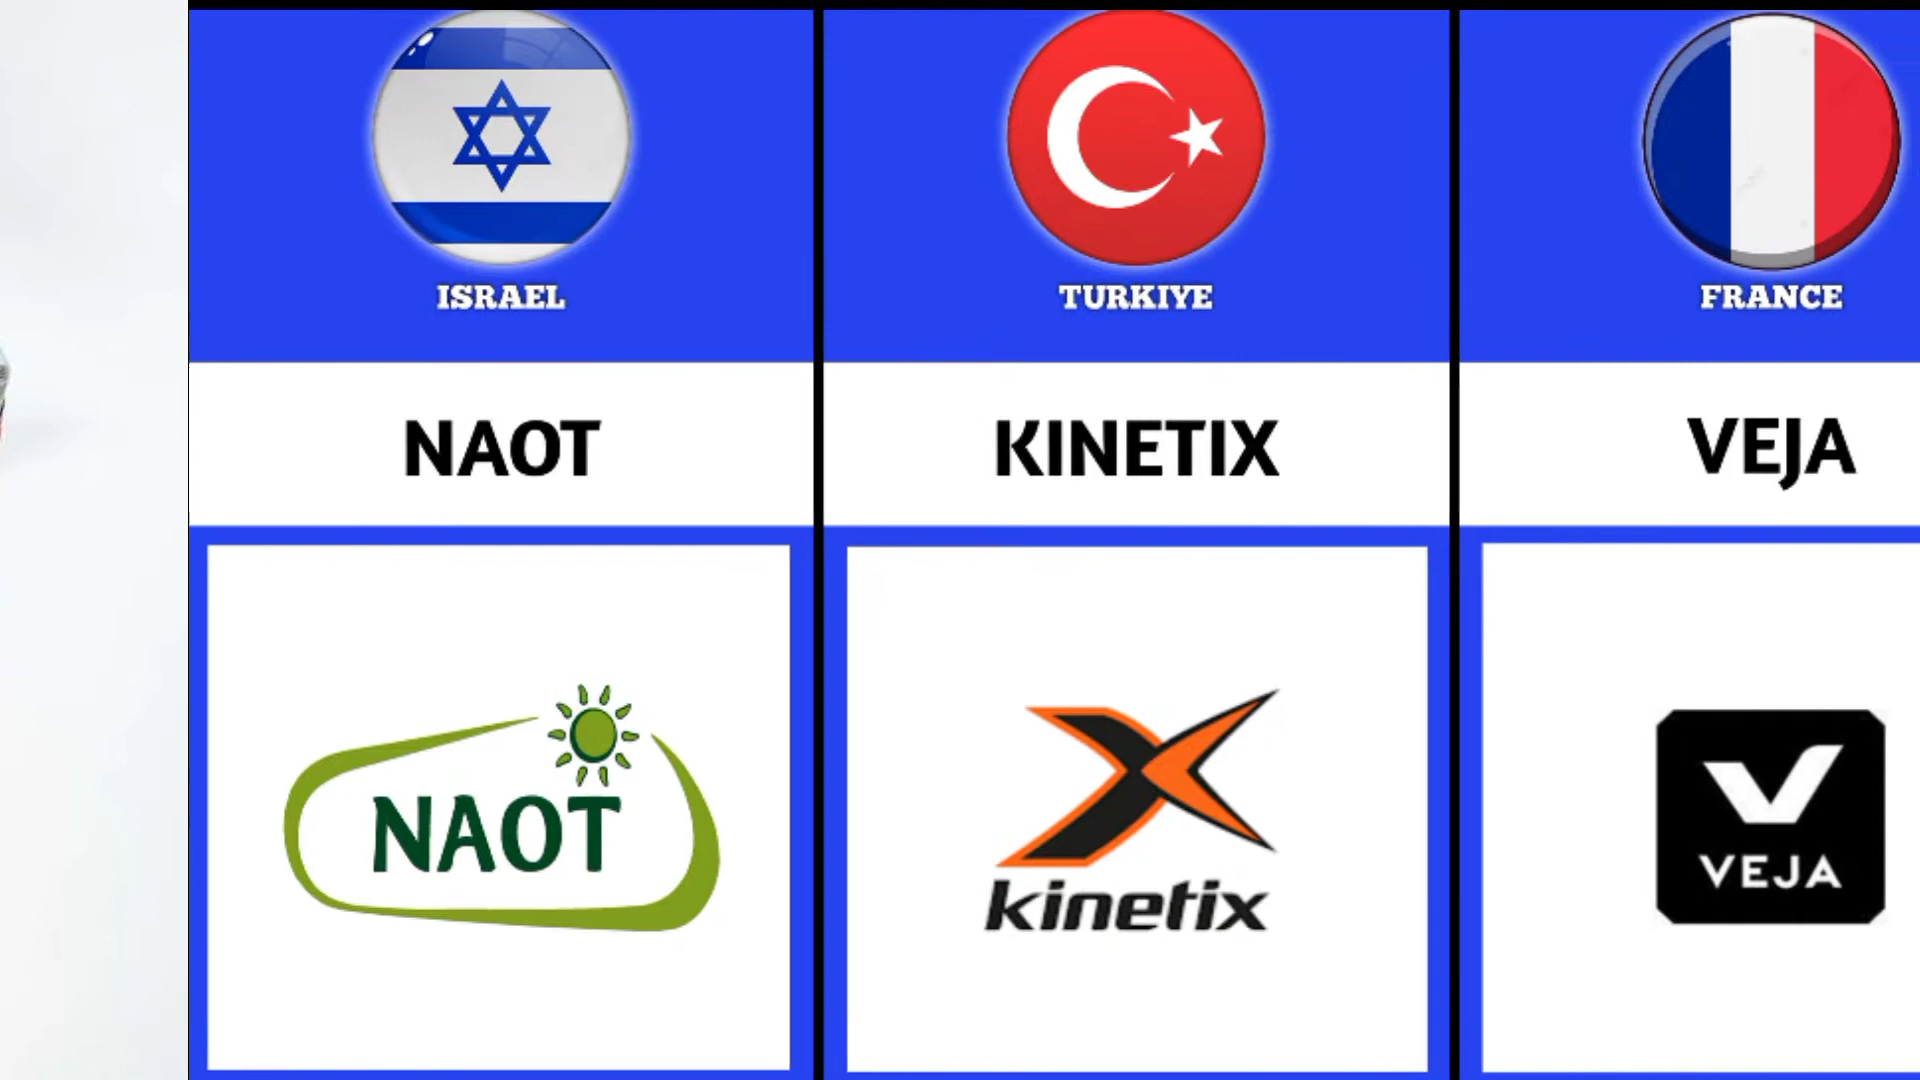 ISRAEL
TURKIYE
FRANCE
NAOT
KINETIX
VEJA
NAOT
kinetix
VEJA